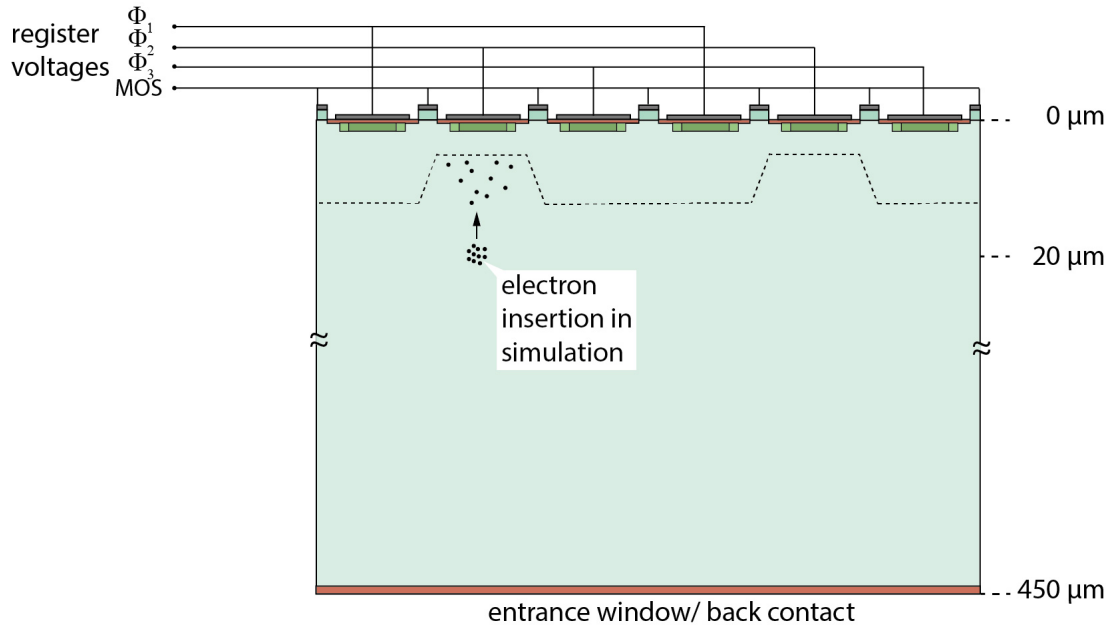 register
voltages
Φ1
Φ2
Φ3
MOS
0 µm
20 µm
electron
insertion in
simulation
450 µm
entrance window/ back contact